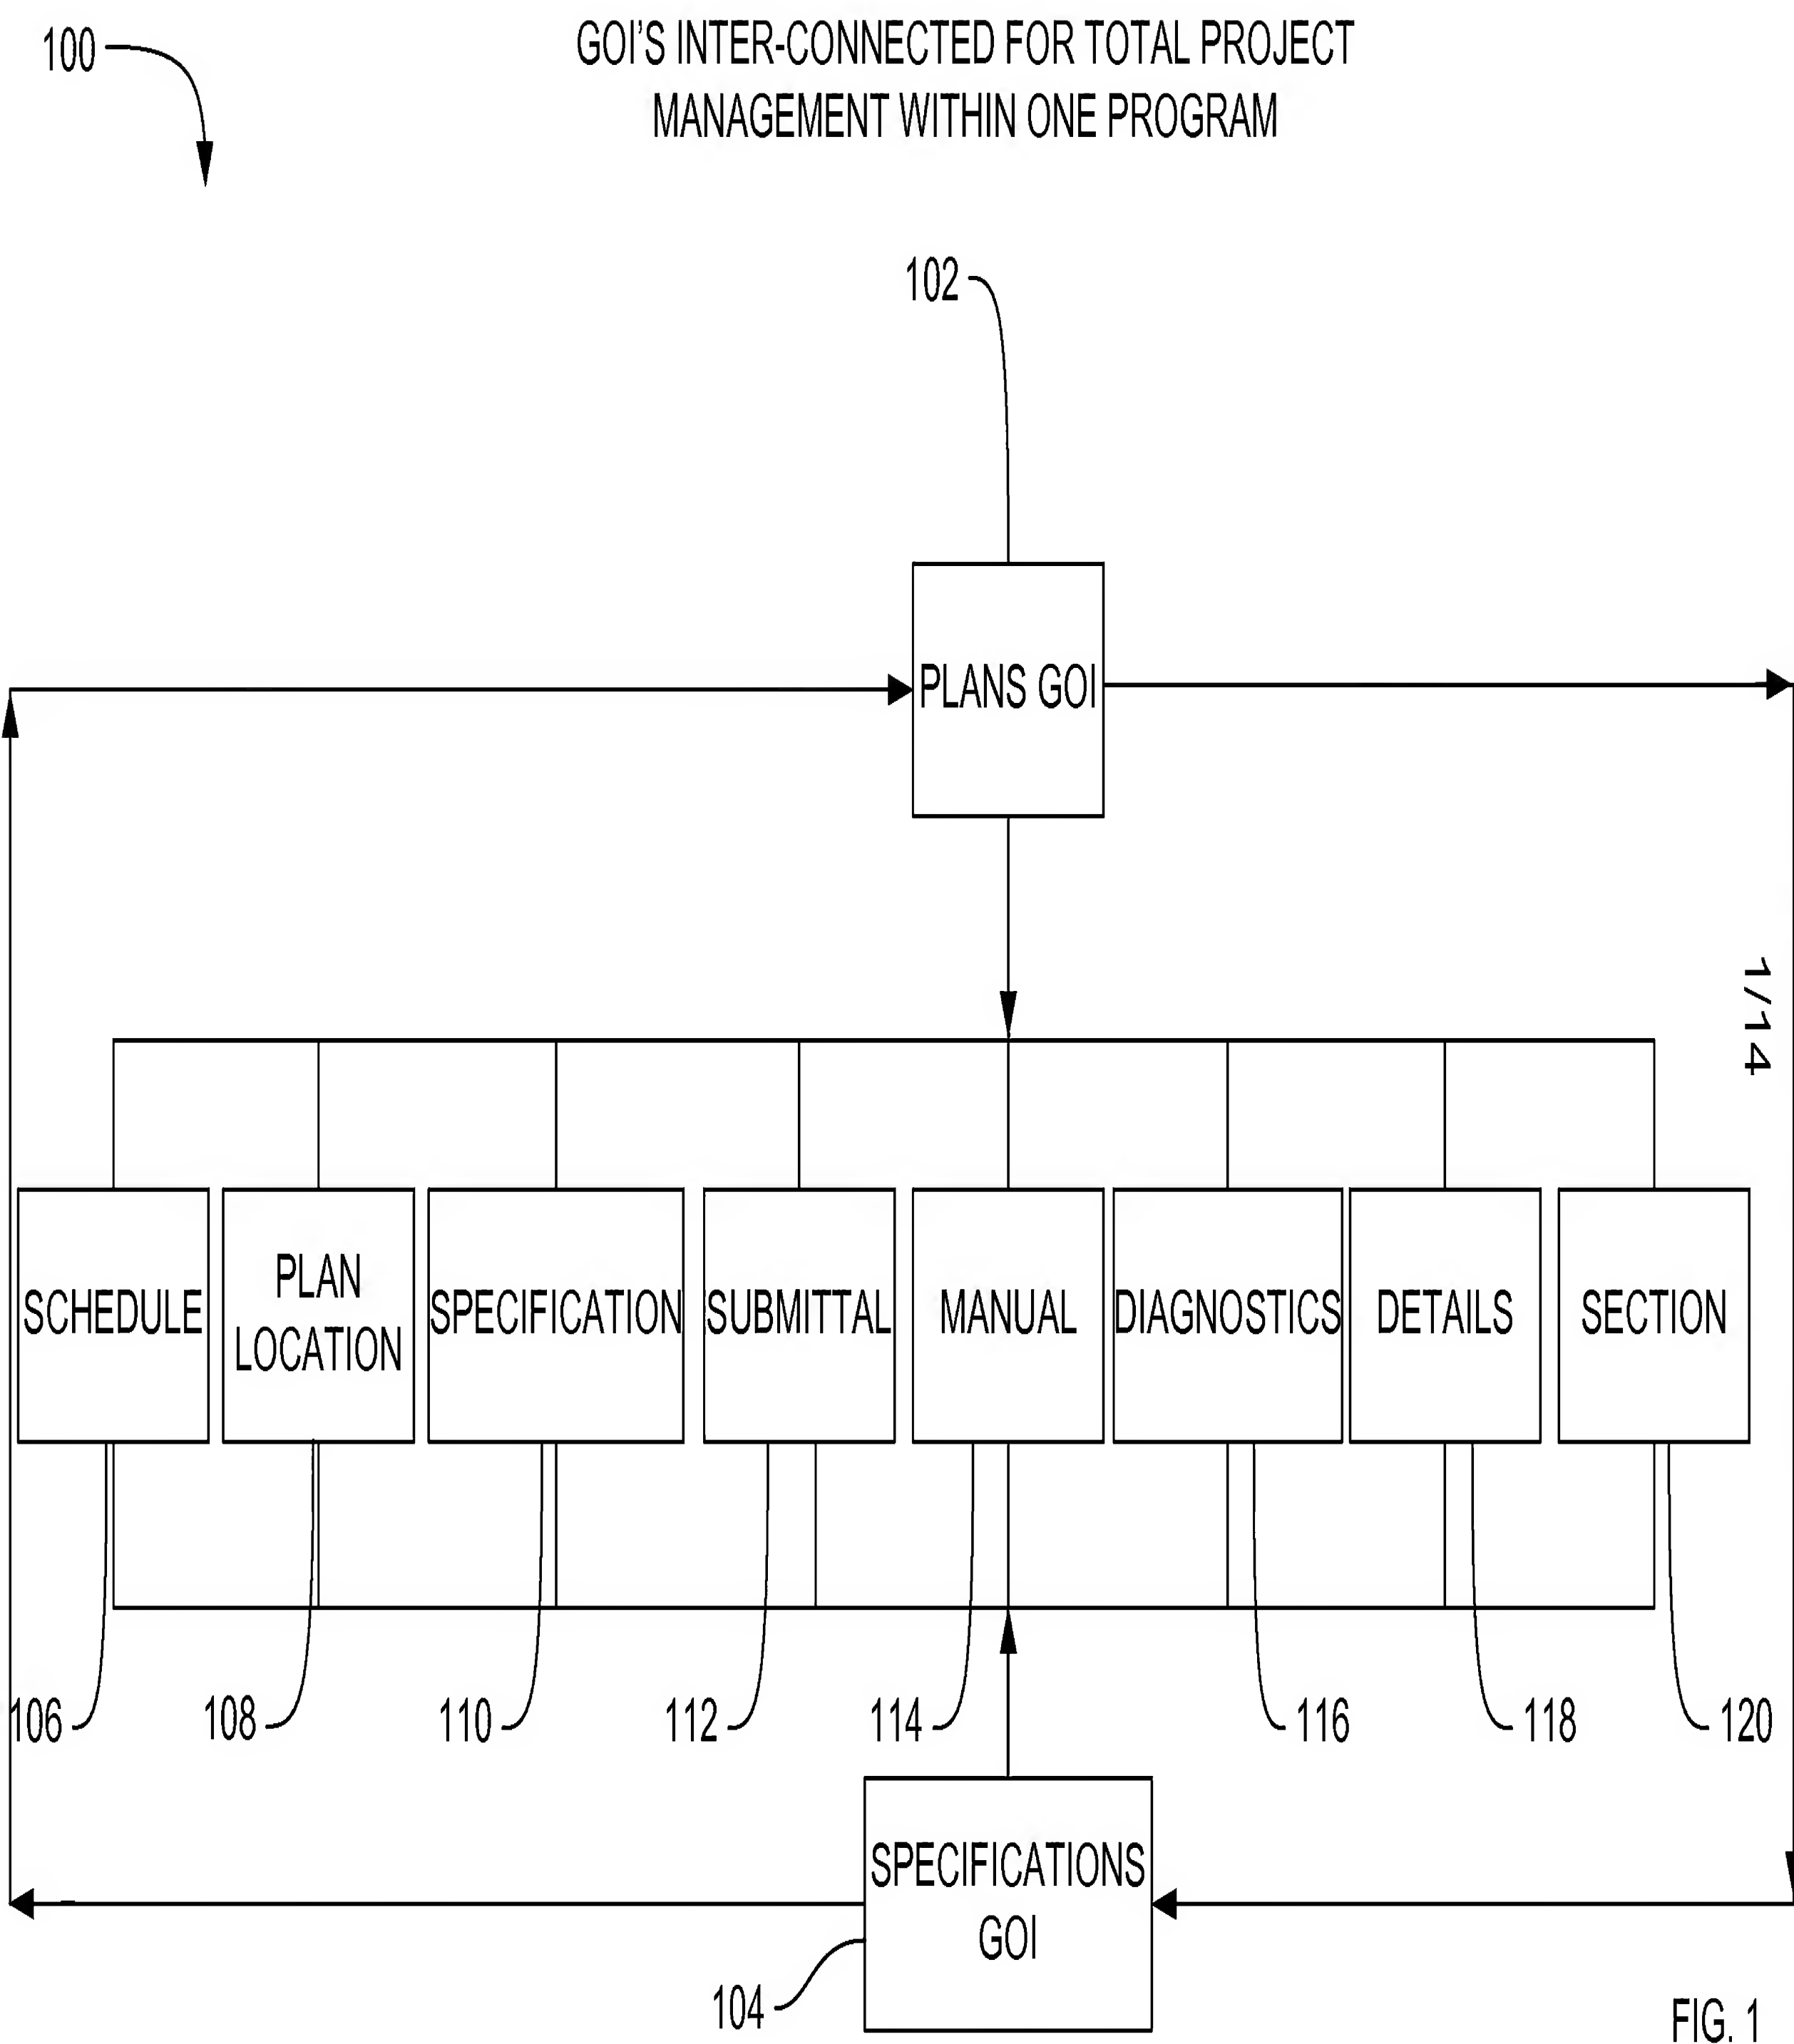 100
GOI'S INTER-CONNECTED FOR TOTAL PROJECT
MANAGEMENT WITHIN ONE PROGRAM
102
PLANS GOI
1/14
SCHEDULE
PLAN
LOCATION
SPECIFICATION
SUBMITTAL
MANUAL
DIAGNOSTICS
DETAILS
SECTION
106
108
110
112
114
116
118
120
SPECIFICATIONS
GOI
104
FIG. 1